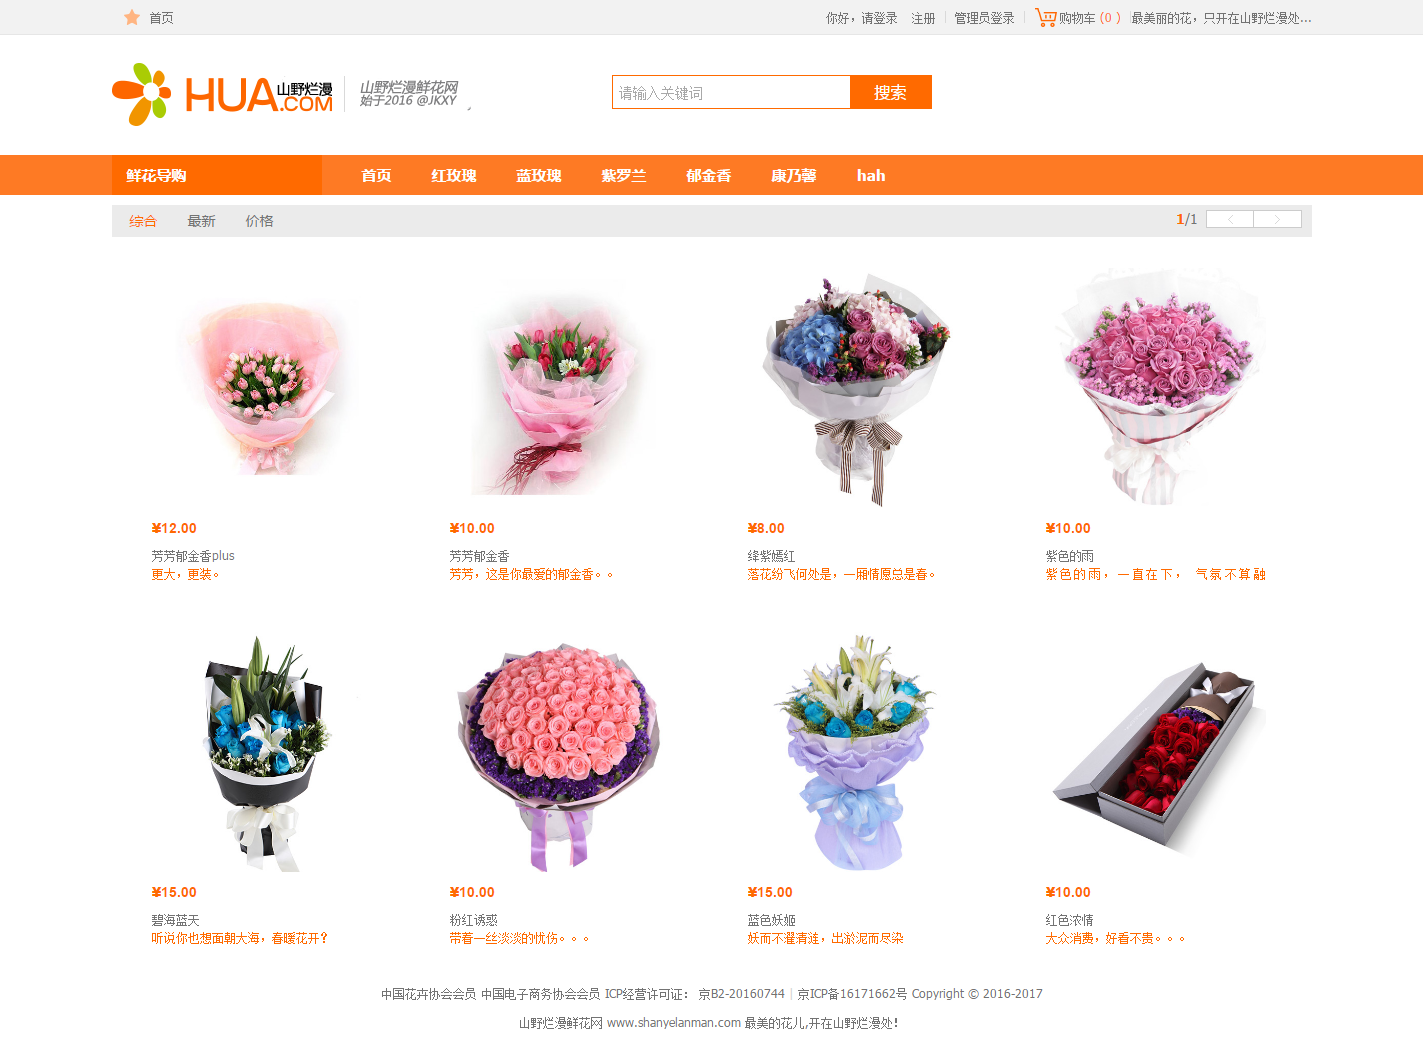 首页 你好，请登录 注册 管理员登录 购物车（0 ） 最美丽的花，只开在山野烂漫处...
HUA.COM 山野烂漫
山野烂漫鲜花网
始于2016 @JKXY
请输入关键词 搜索
鲜花导购 首页 红玫瑰 蓝玫瑰 紫罗兰 郁金香 康乃馨 hah
综合 最新 价格 1/1
¥12.00 ¥10.00 ¥8.00 ¥10.00
芳芳郁金香plus 芳芳郁金香 绛紫嫣红 紫色的雨
更大，更装。 芳芳，这是你最爱的郁金香。。 落花纷飞何处是，一厢情愿总是春。 紫色的雨，一直在下， 气氛不算融
¥15.00 ¥10.00 ¥15.00 ¥10.00
碧海蓝天 粉红诱惑 蓝色妖姬 红色浓情
听说你也想面朝大海，春暖花开？ 带着一丝淡淡的忧伤。。。 妖而不濯清涟，出淤泥而尽染 大众消费，好看不贵。。。
中国花卉协会会员 中国电子商务协会会员 ICP经营许可证： 京B2-20160744 | 京ICP备16171662号 Copyright © 2016-2017
山野烂漫鲜花网 www.shanyelanman.com 最美的花儿,开在山野烂漫处!